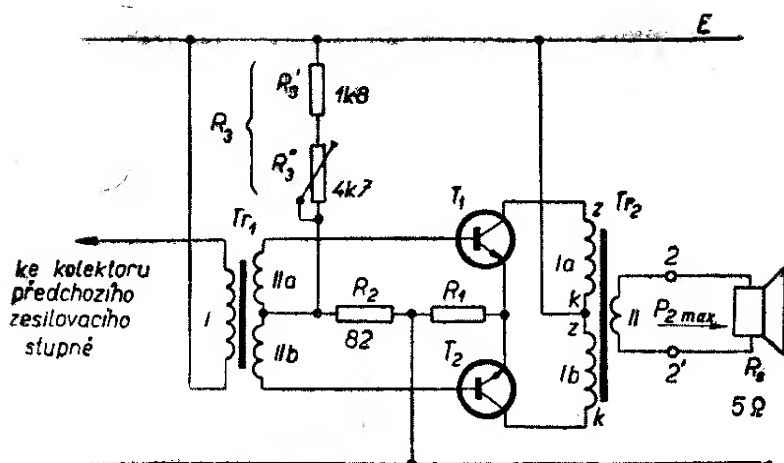 E
R₃' 1k8
R₃
R₃" 4k7
Tr₁
T₁
Tr₂
z
ke kolektoru
předchozího
zesilovacího
stupně
I
IIa
IIb
R₂
82
R₁
T₂
Ia
k
z
Ib
k
II
2
P₂ max
2'
5 Ω